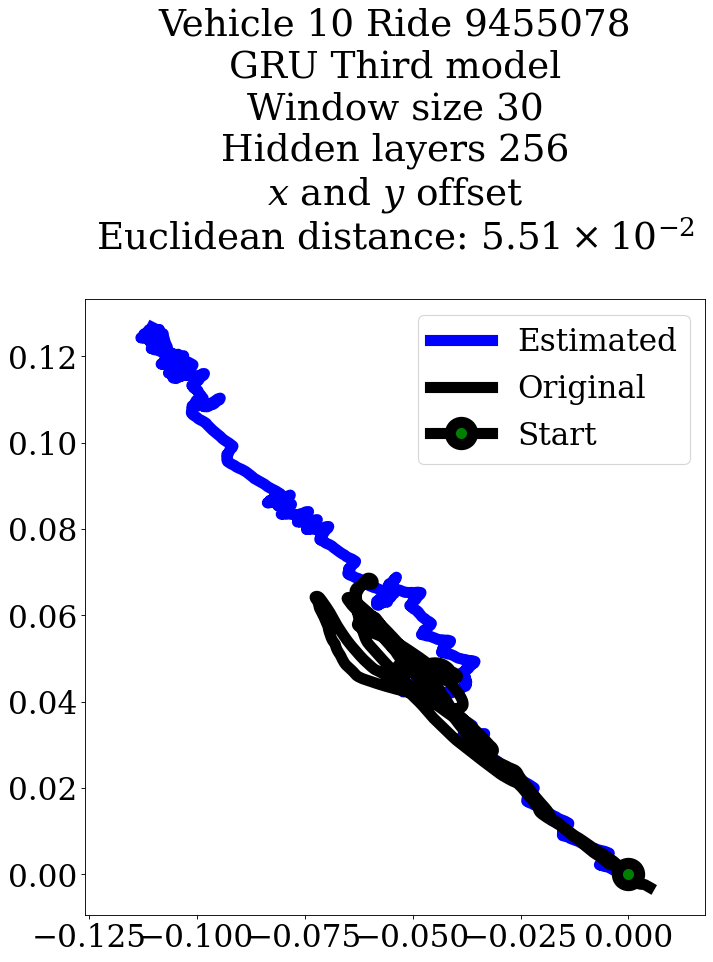 Vehicle 10 Ride 9455078
GRU Third model
Window size 30
Hidden layers 256
x and y offset
Euclidean distance: 5.51 × 10⁻²
Estimated
Original
Start
0.12
0.10
0.08
0.06
0.04
0.02
0.00
−0.125 −0.100 −0.075 −0.050 −0.025 0.000